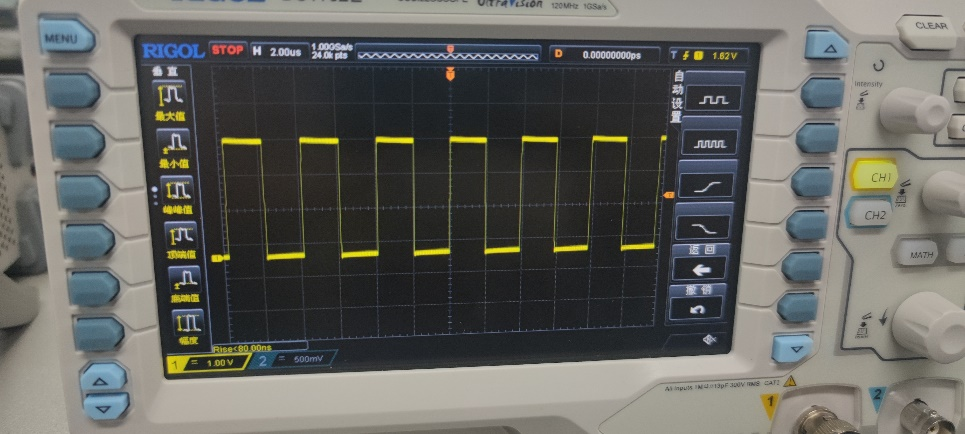 UltraVision
120MHz 1GSa/s
MENU
RIGOL STOP H 2.00us 1.00GSa/s 24.0k pts D 0.00000000ps T 1 1.62V
垂直
最大值
最小值
峰峰值
顶端值
底端值
幅度
自动设置
返回
撤销
Rise<80.00ns
1 = 1.00V 2 = 500mV
CLEAR
Intensity
CH1
CH2
MATH
1
2